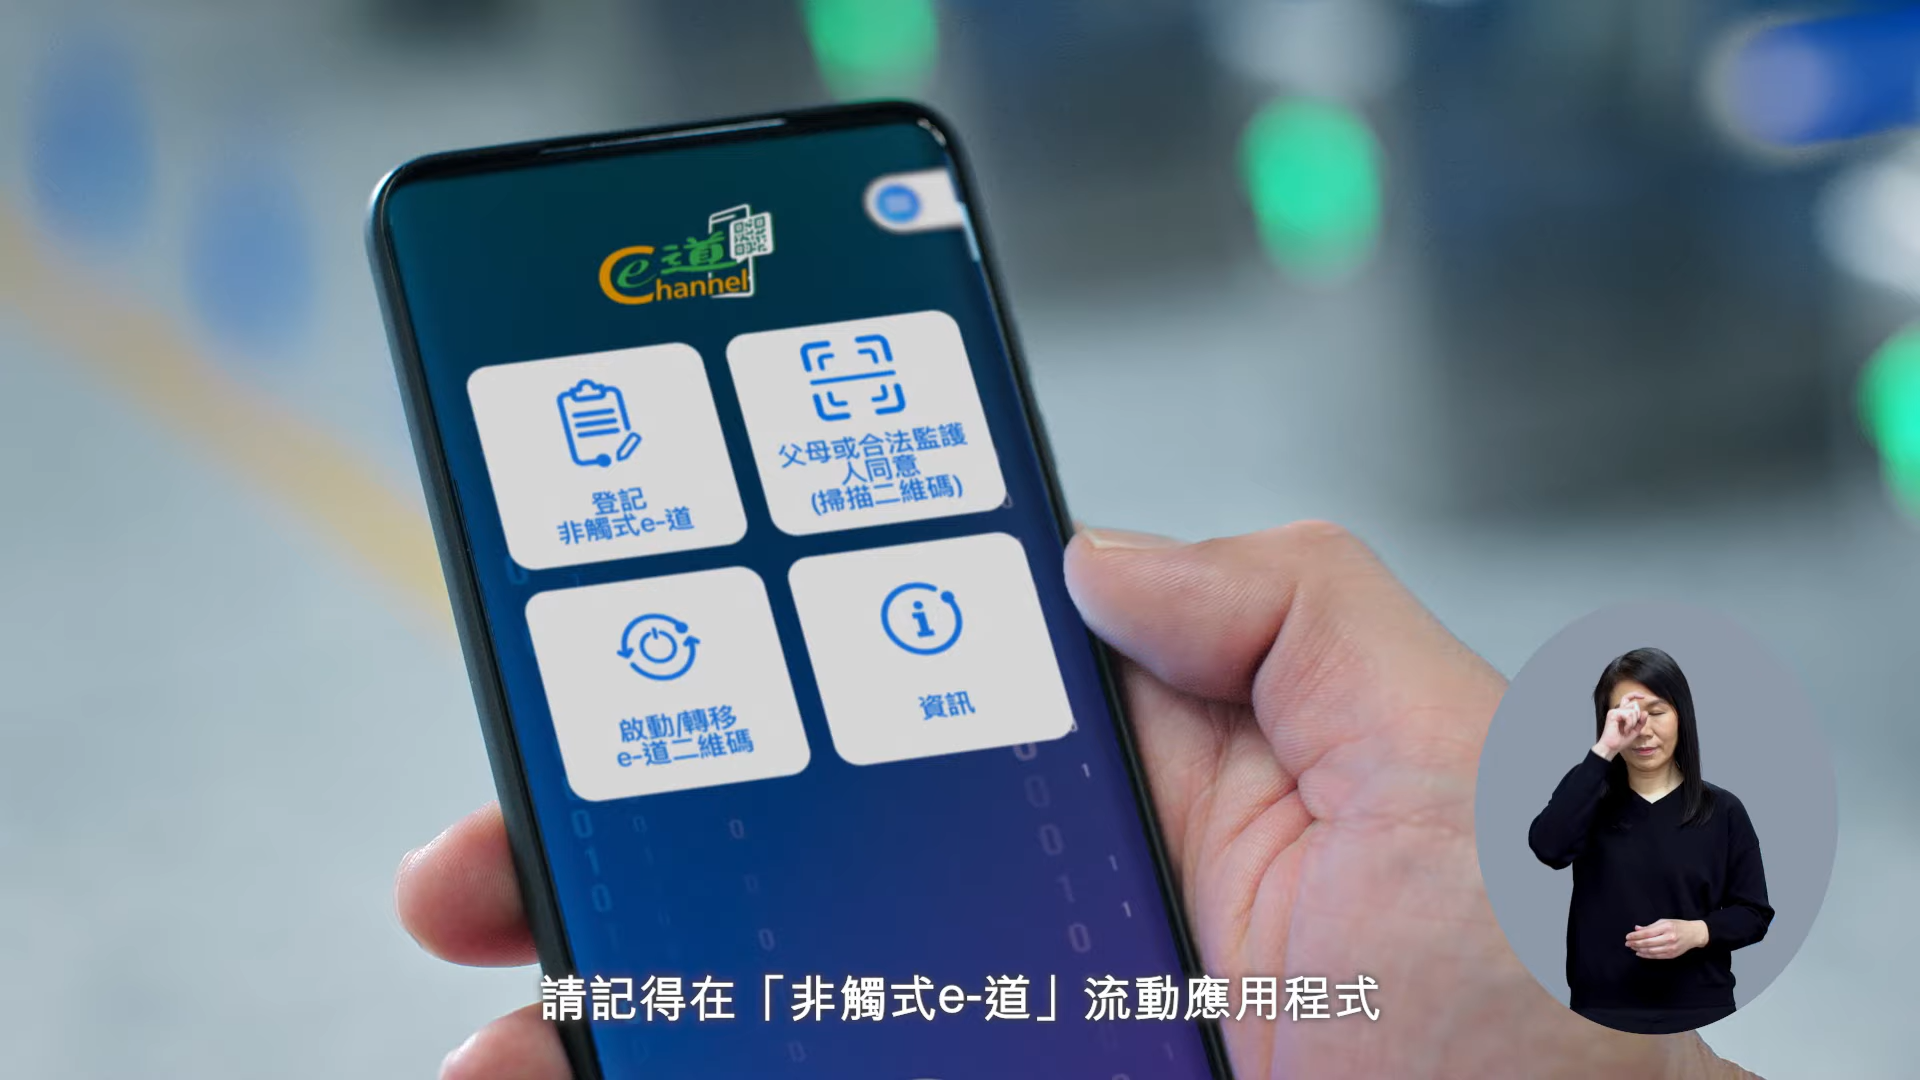 e-道
Channel
登記
非觸式e-道
父母或合法監護
人同意
(掃描二維碼)
啟動/轉移
e-道二維碼
資訊
請記得在「非觸式e-道」流動應用程式